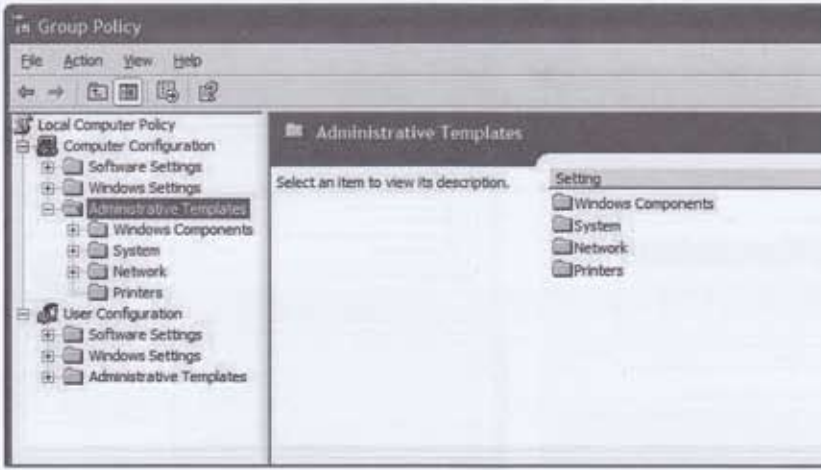 Group Policy
File Action View Help
Local Computer Policy
Computer Configuration
Software Settings
Windows Settings
Administrative Templates
Windows Components
System
Network
Printers
User Configuration
Software Settings
Windows Settings
Administrative Templates
Administrative Templates
Select an item to view its description.
Setting
Windows Components
System
Network
Printers